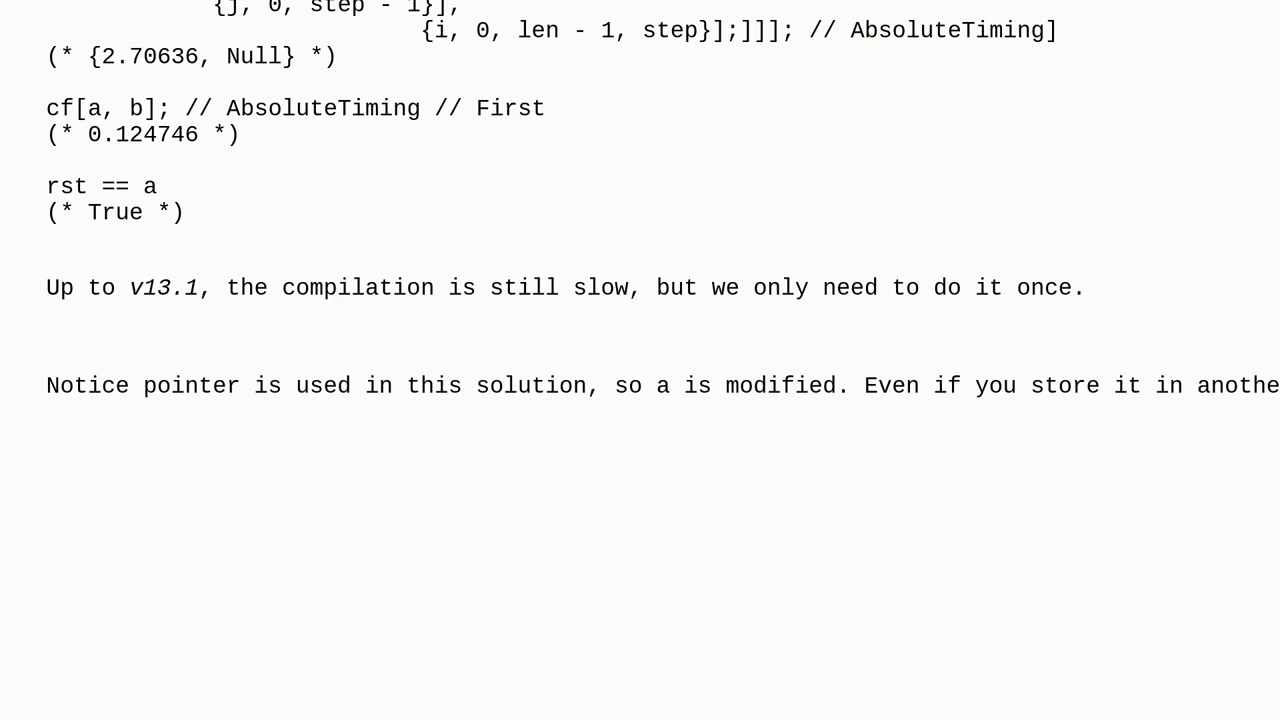 {j, 0, step - 1}],
{i, 0, len - 1, step}];]]]; // AbsoluteTiming]
(* {2.70636, Null} *)
cf[a, b]; // AbsoluteTiming // First
(* 0.124746 *)
rst == a
(* True *)
Up to v13.1, the compilation is still slow, but we only need to do it once.
Notice pointer is used in this solution, so a is modified. Even if you store it in anothe